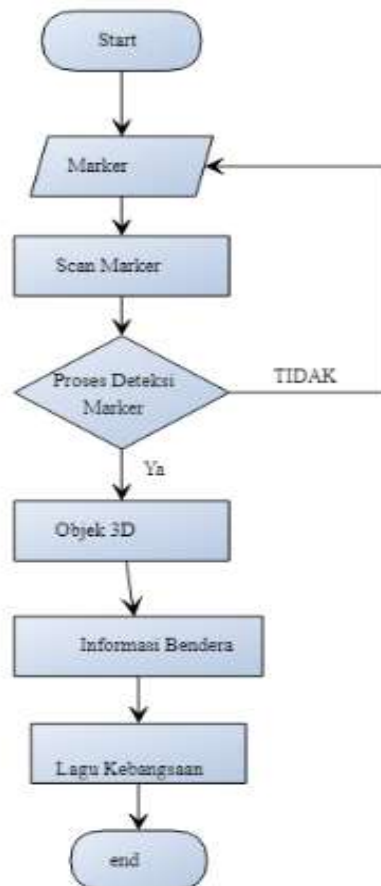 Start
Marker
Scan Marker
Proses Deteksi
Marker
TIDAK
Ya
Objek 3D
Informasi Bendera
Lagu Kebangsaan
end